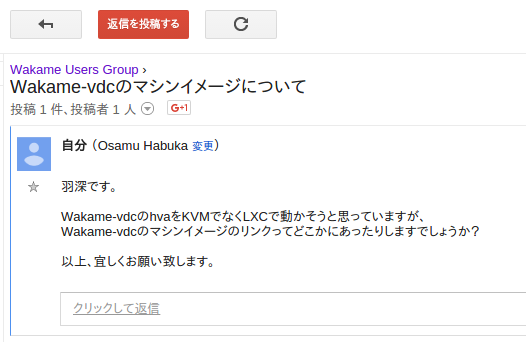 返信を投稿する
Wakame Users Group ›
Wakame-vdcのマシンイメージについて
投稿 1 件、投稿者 1 人 G+1
自分 (Osamu Habuka 変更)
羽深です。
Wakame-vdcのhvaをKVMでなくLXCで動かそうと思っていますが、
Wakame-vdcのマシンイメージのリンクってどこかにあったりしますでしょうか?
以上、宜しくお願い致します。
クリックして返信